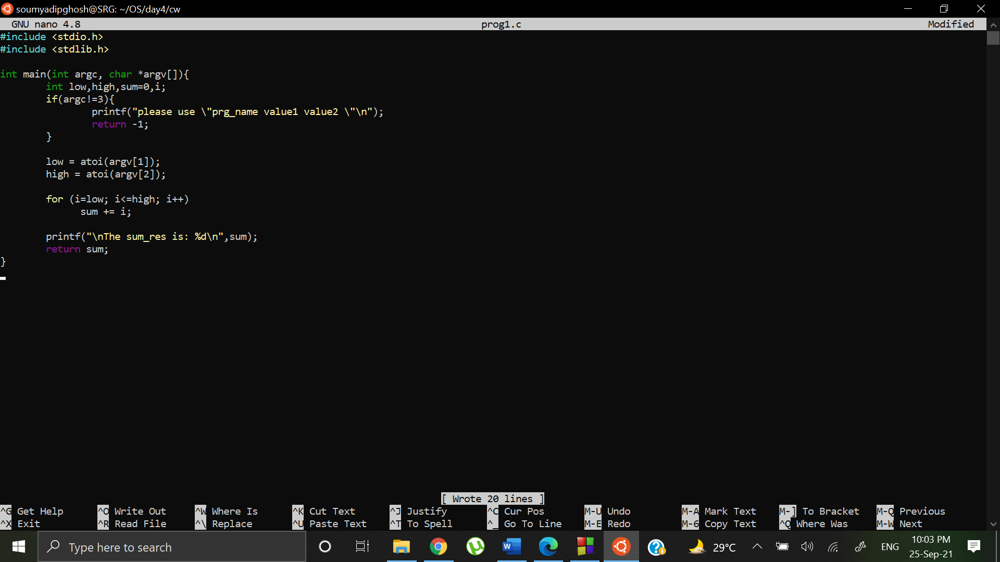 soumyadipghosh@SRG: ~/OS/day4/cw
GNU nano 4.8 prog1.c Modified
#include <stdio.h>
#include <stdlib.h>
int main(int argc, char *argv[]){
int low,high,sum=0,i;
if(argc!=3){
printf("please use \"prg_name value1 value2 \"\n");
return -1;
}
low = atoi(argv[1]);
high = atoi(argv[2]);
for (i=low; i<=high; i++)
sum += i;
printf("\nThe sum_res is: %d\n",sum);
return sum;
}
[ Wrote 20 lines ]
^G Get Help ^O Write Out ^W Where Is ^K Cut Text ^J Justify ^C Cur Pos M-U Undo M-A Mark Text M-] To Bracket M-Q Previous
^X Exit ^R Read File ^\ Replace ^U Paste Text ^T To Spell ^_ Go To Line M-E Redo M-6 Copy Text ^Q Where Was M-W Next
Type here to search
29°C
ENG
10:03 PM
25-Sep-21